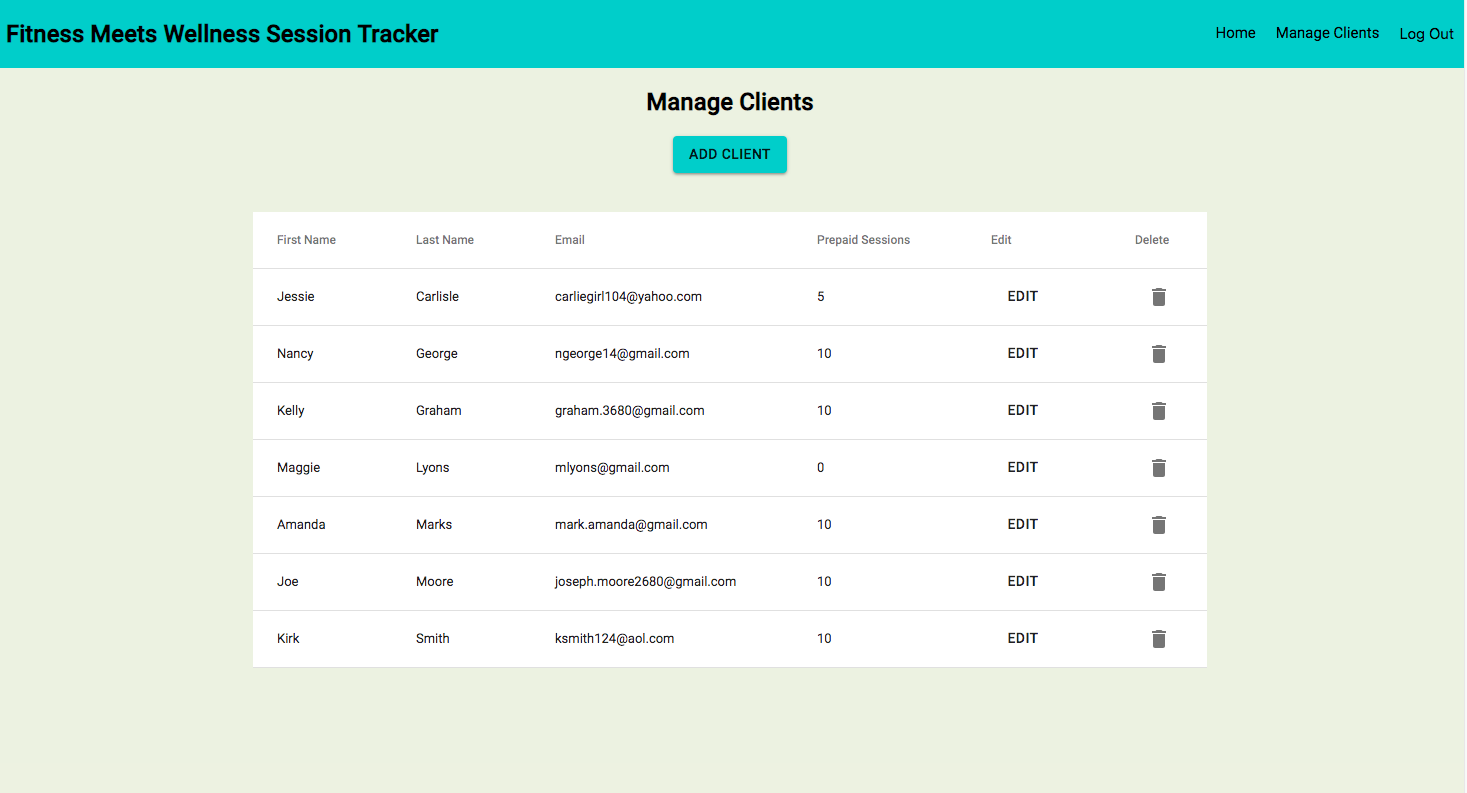 Fitness Meets Wellness Session Tracker Home Manage Clients Log Out
Manage Clients
ADD CLIENT
First Name Last Name Email Prepaid Sessions Edit Delete
Jessie Carlisle carliegirl104@yahoo.com 5 EDIT
Nancy George ngeorge14@gmail.com 10 EDIT
Kelly Graham graham.3680@gmail.com 10 EDIT
Maggie Lyons mlyons@gmail.com 0 EDIT
Amanda Marks mark.amanda@gmail.com 10 EDIT
Joe Moore joseph.moore2680@gmail.com 10 EDIT
Kirk Smith ksmith124@aol.com 10 EDIT